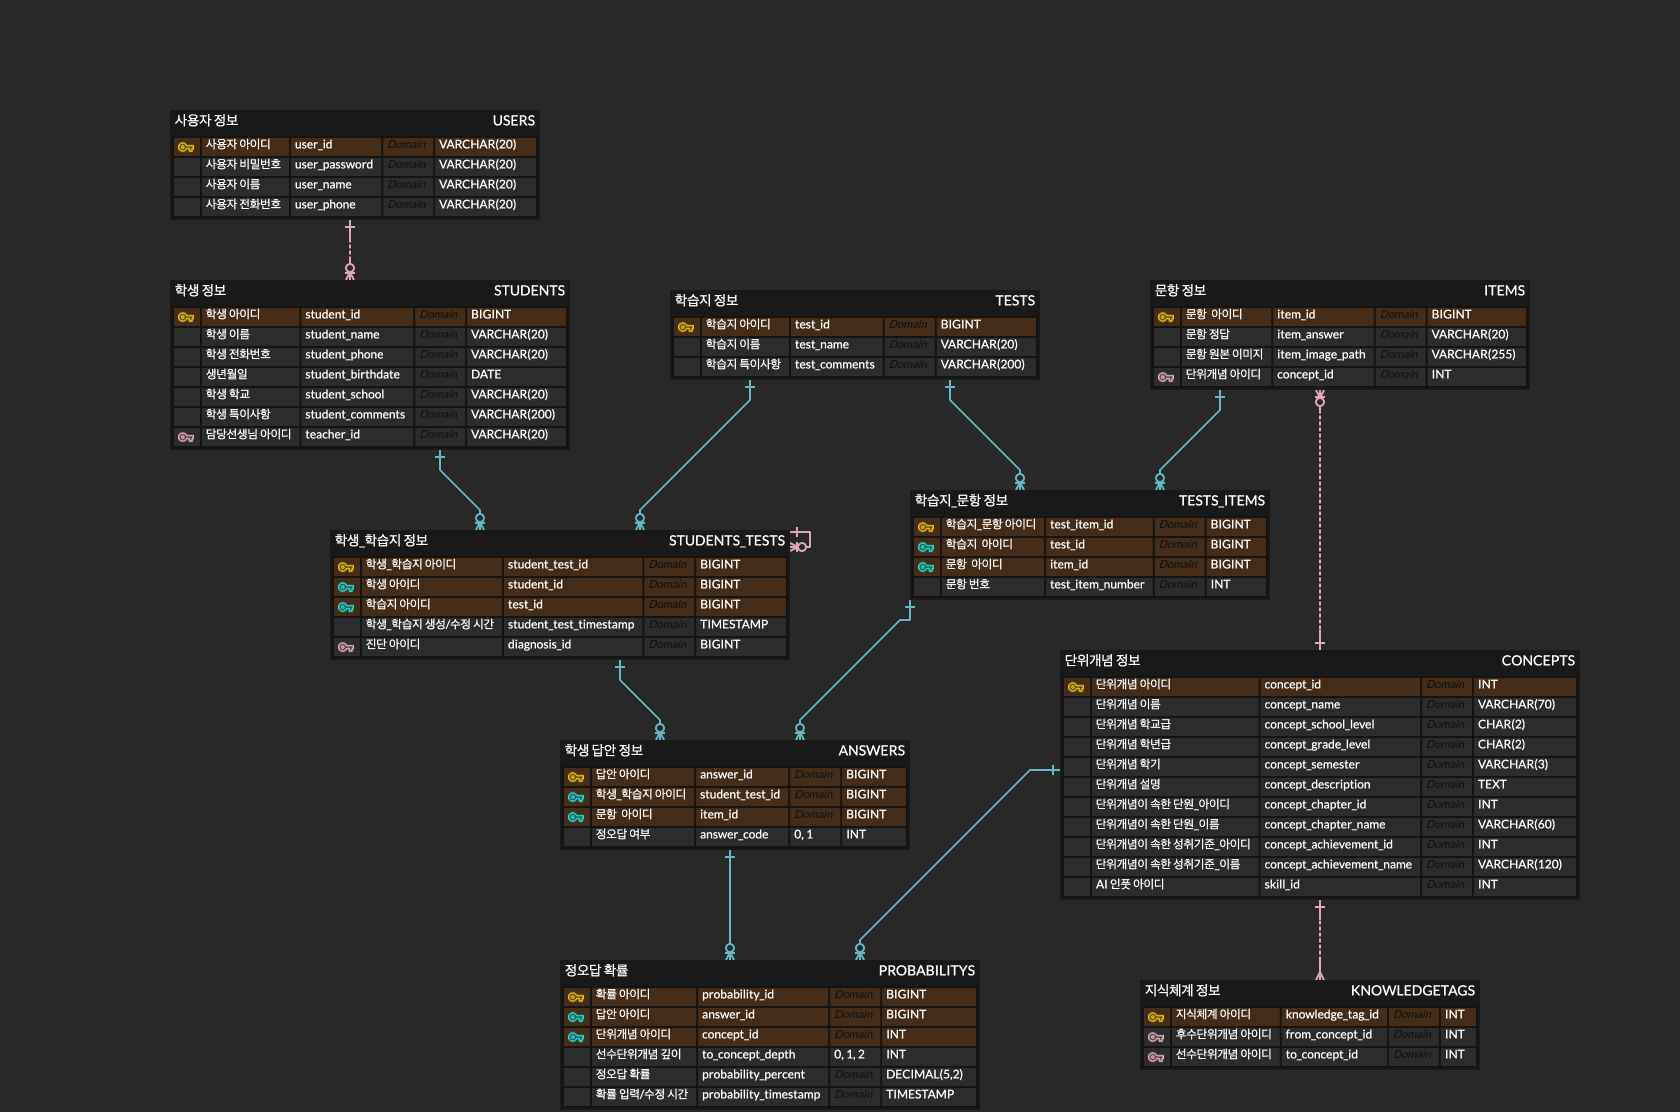 사용자 정보 USERS
사용자 아이디 user_id Domain VARCHAR(20)
사용자 비밀번호 user_password Domain VARCHAR(20)
사용자 이름 user_name Domain VARCHAR(20)
사용자 전화번호 user_phone Domain VARCHAR(20)
학생 정보 STUDENTS
학생 아이디 student_id Domain BIGINT
학생 이름 student_name Domain VARCHAR(20)
학생 전화번호 student_phone Domain VARCHAR(20)
생년월일 student_birthdate Domain DATE
학생 학교 student_school Domain VARCHAR(20)
학생 특이사항 student_comments Domain VARCHAR(200)
담당선생님 아이디 teacher_id Domain VARCHAR(20)
학습지 정보 TESTS
학습지 아이디 test_id Domain BIGINT
학습지 이름 test_name Domain VARCHAR(20)
학습지 특이사항 test_comments Domain VARCHAR(200)
문항 정보 ITEMS
문항 아이디 item_id Domain BIGINT
문항 정답 item_answer Domain VARCHAR(20)
문항 원본 이미지 item_image_path Domain VARCHAR(255)
단위개념 아이디 concept_id Domain INT
학생_학습지 정보 STUDENTS_TESTS
학생_학습지 아이디 student_test_id Domain BIGINT
학생 아이디 student_id Domain BIGINT
학습지 아이디 test_id Domain BIGINT
학생_학습지 생성/수정 시간 student_test_timestamp Domain TIMESTAMP
진단 아이디 diagnosis_id Domain BIGINT
학습지_문항 정보 TESTS_ITEMS
학습지_문항 아이디 test_item_id Domain BIGINT
학습지 아이디 test_id Domain BIGINT
문항 아이디 item_id Domain BIGINT
문항 번호 test_item_number Domain INT
학생 답안 정보 ANSWERS
답안 아이디 answer_id Domain BIGINT
학생_학습지 아이디 student_test_id Domain BIGINT
문항 아이디 item_id Domain BIGINT
정오답 여부 answer_code 0, 1 INT
단위개념 정보 CONCEPTS
단위개념 아이디 concept_id Domain INT
단위개념 이름 concept_name Domain VARCHAR(70)
단위개념 학교급 concept_school_level Domain CHAR(2)
단위개념 학년급 concept_grade_level Domain CHAR(2)
단위개념 학기 concept_semester Domain VARCHAR(3)
단위개념 설명 concept_description Domain TEXT
단위개념이 속한 단원_아이디 concept_chapter_id Domain INT
단위개념이 속한 단원_이름 concept_chapter_name Domain VARCHAR(60)
단위개념이 속한 성취기준_아이디 concept_achievement_id Domain INT
단위개념이 속한 성취기준_이름 concept_achievement_name Domain VARCHAR(120)
AI 인풋 아이디 skill_id Domain INT
정오답 확률 PROBABILITYS
확률 아이디 probability_id Domain BIGINT
답안 아이디 answer_id Domain BIGINT
단위개념 아이디 concept_id Domain INT
선수단위개념 깊이 to_concept_depth 0, 1, 2 INT
정오답 확률 probability_percent Domain DECIMAL(5,2)
확률 입력/수정 시간 probability_timestamp Domain TIMESTAMP
지식체계 정보 KNOWLEDGETAGS
지식체계 아이디 knowledge_tag_id Domain INT
후수단위개념 아이디 from_concept_id Domain INT
선수단위개념 아이디 to_concept_id Domain INT